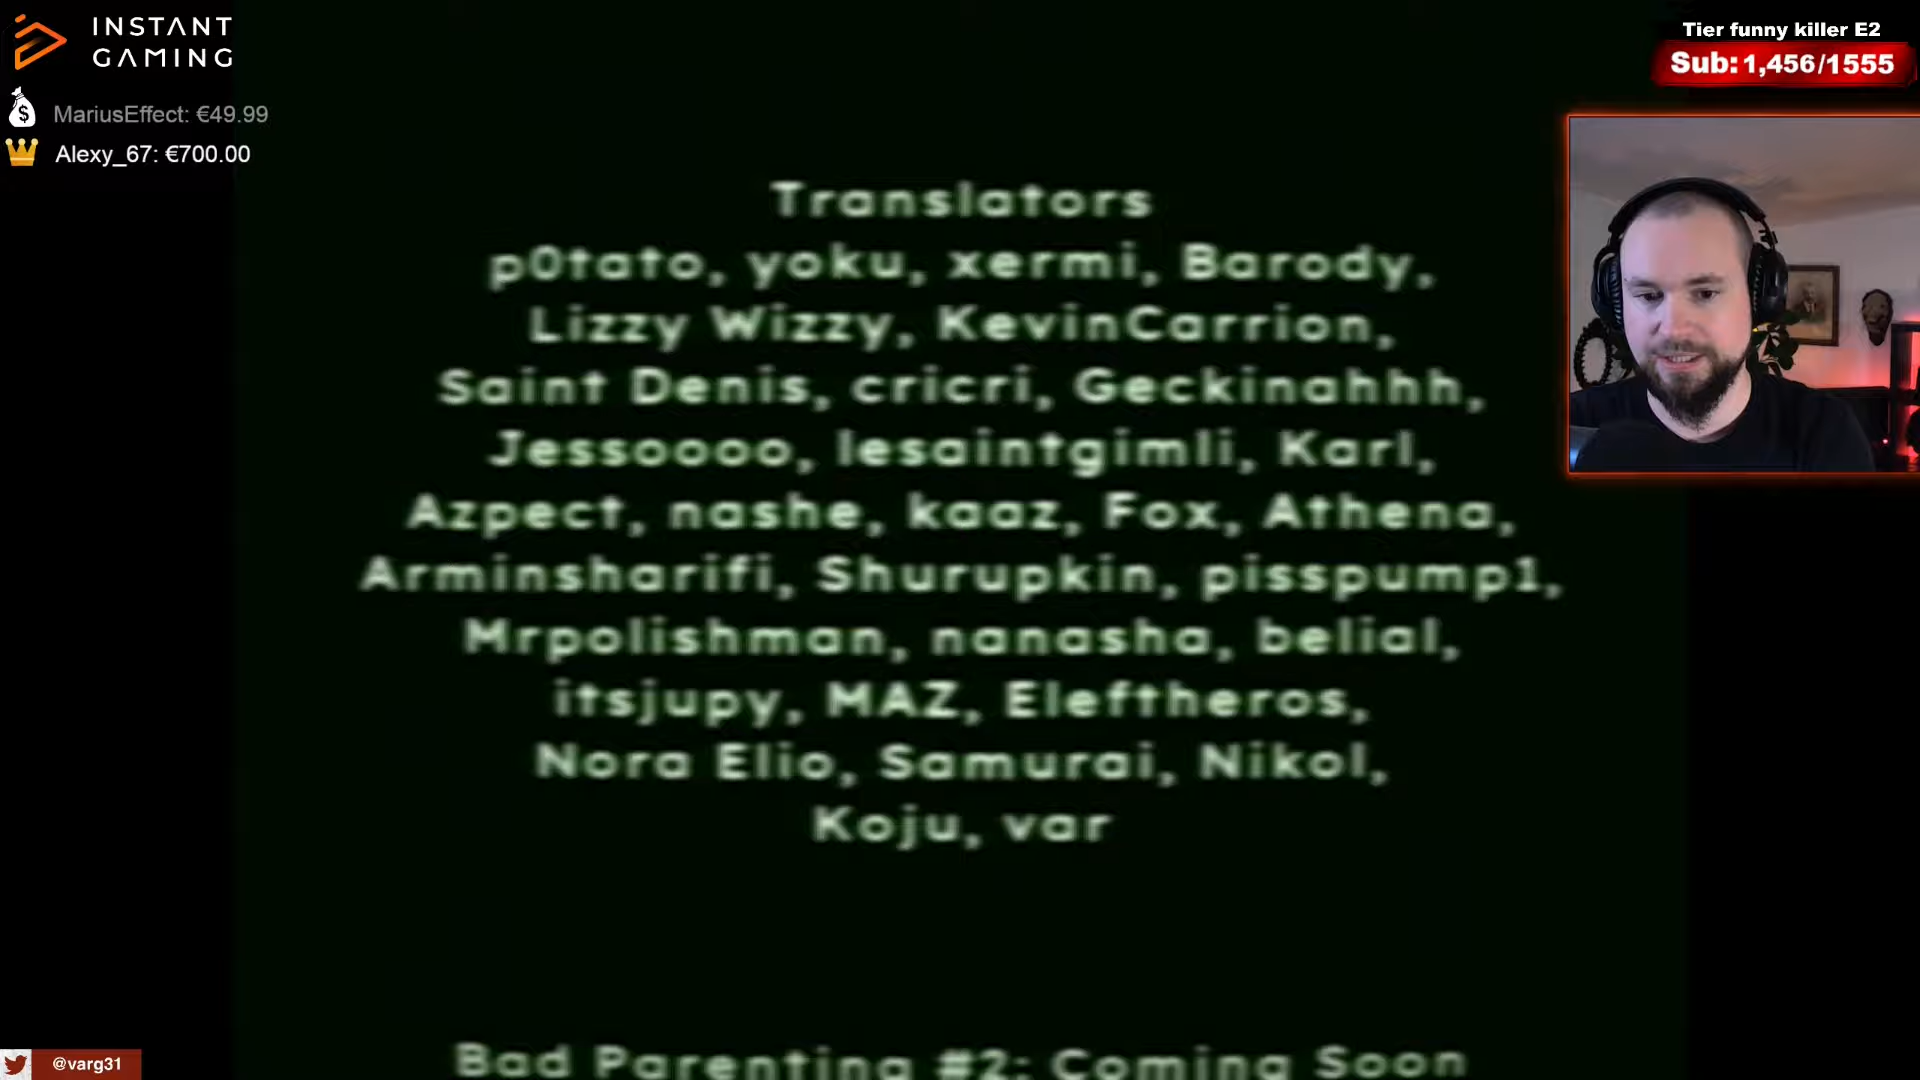 INSTANT
GAMING
MariusEffect: €49.99
Alexy_67: €700.00
Tier funny killer E2
Sub:1,456/1555
Translators
p0tato, yoku, xermi, Barody,
Lizzy Wizzy, KevinCarrion,
Saint Denis, cricri, Geckinahhh,
Jessoooo, lesaintgimli, Karl,
Azpect, nashe, kaaz, Fox, Athena,
Arminsharifi, Shurupkin, pisspump1,
Mrpolishman, nanasha, belial,
itsjupy, MAZ, Eleftheros,
Nora Elio, Samurai, Nikol,
Koju, var
Bad Parenting #2: Coming Soon
@varg31